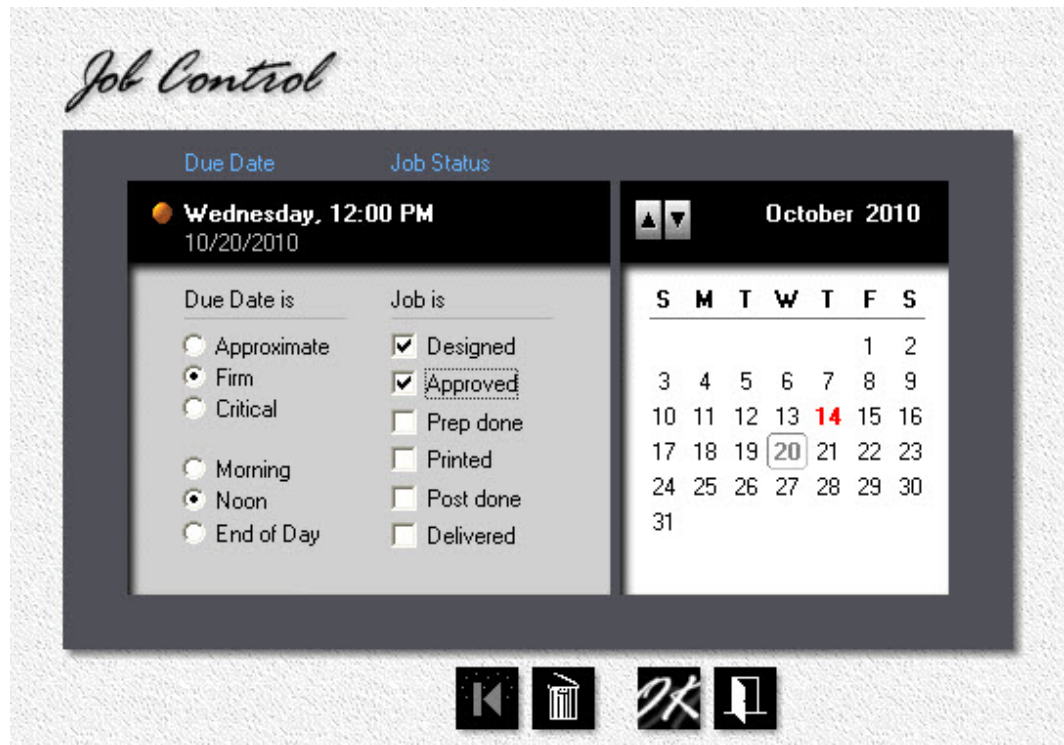 Job Control
Due Date Job Status
Wednesday, 12:00 PM
10/20/2010
Due Date is
Approximate
Firm
Critical
Morning
Noon
End of Day
Job is
Designed
Approved
Prep done
Printed
Post done
Delivered
October 2010
S M T W T F S
1 2
3 4 5 6 7 8 9
10 11 12 13 14 15 16
17 18 19 20 21 22 23
24 25 26 27 28 29 30
31
OK